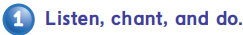 1 Listen, chant, and do.